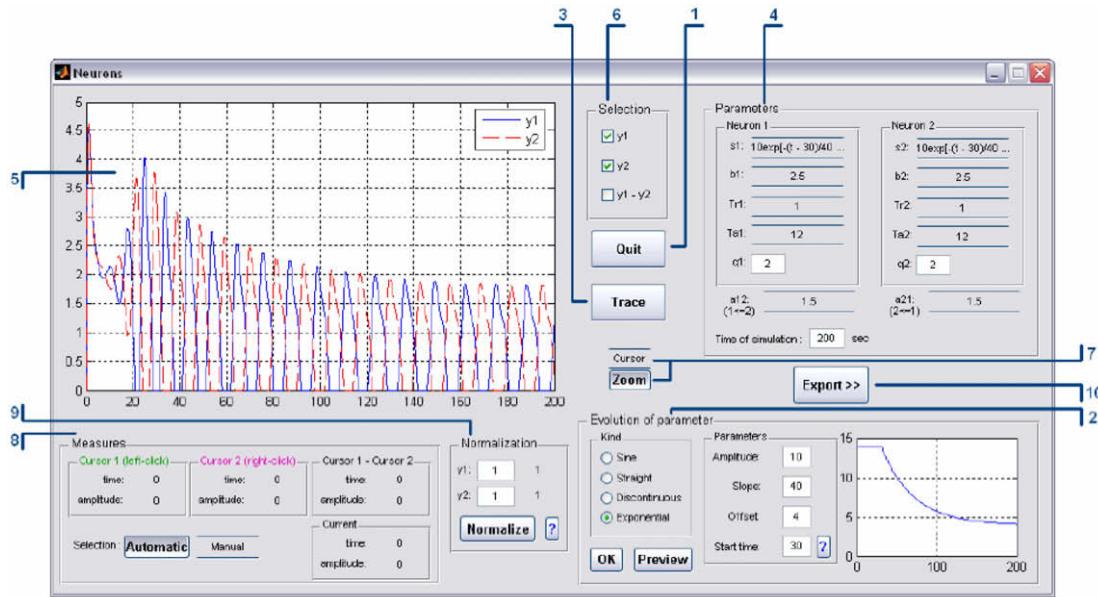 3
6
1
4
Neurons
5
4.5
4
3.5
3
2.5
2
1.5
1
0.5
0
0 20 40 60 80 100 120 140 160 180 200
y1
y2
5
Selection
y1
y2
y1 - y2
Quit
Trace
Cursor
Zoom
Parameters
Neuron 1
s1: 10exp[-(t - 30)/40 ...
b1: 2.5
Tr1: 1
Ta1: 12
q1: 2
a12: 1.5
(1<=2)
Neuron 2
s2: 10exp[-(t - 30)/40 ...
b2: 2.5
Tr2: 1
Ta2: 12
q2: 2
a21: 1.5
(2<=1)
Time of simulation : 200 sec
7
Export >>
10
2
9
8
Measures
Cursor 1 (left-click)
time: 0
amplitude: 0
Cursor 2 (right-click)
time: 0
amplitude: 0
Cursor 1 - Cursor 2
time: 0
amplitude: 0
Current
time: 0
amplitude: 0
Selection : Automatic Manual
Normalization
y1: 1 1
y2: 1 1
Normalize ?
Evolution of parameter
Kind
Sine
Straight
Discontinuous
Exponential
OK Preview
Parameters
Amplitude: 10
Slope: 40
Offset 4
Start time: 30 ?
15
10
5
0
0 100 200